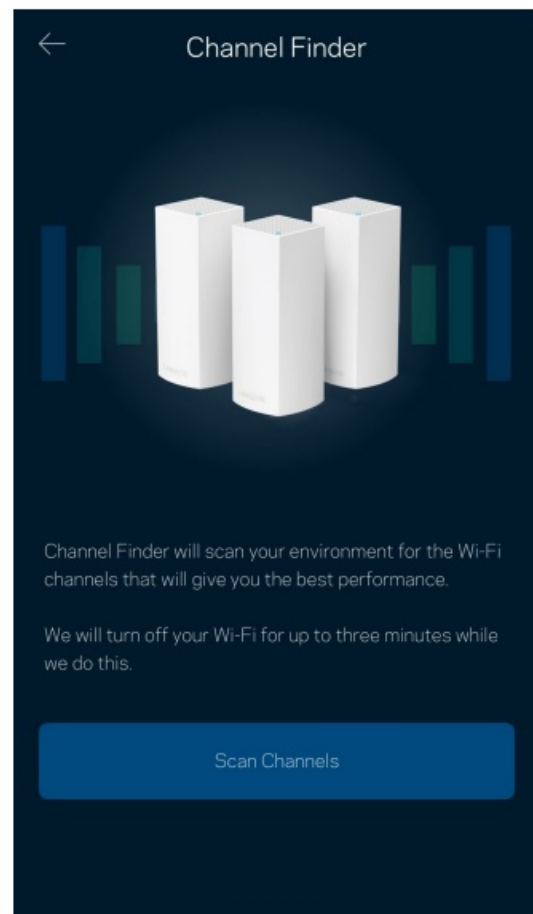 Channel Finder
Channel Finder will scan your environment for the Wi-Fi
channels that will give you the best performance.
We will turn off your Wi-Fi for up to three minutes while
we do this.
Scan Channels